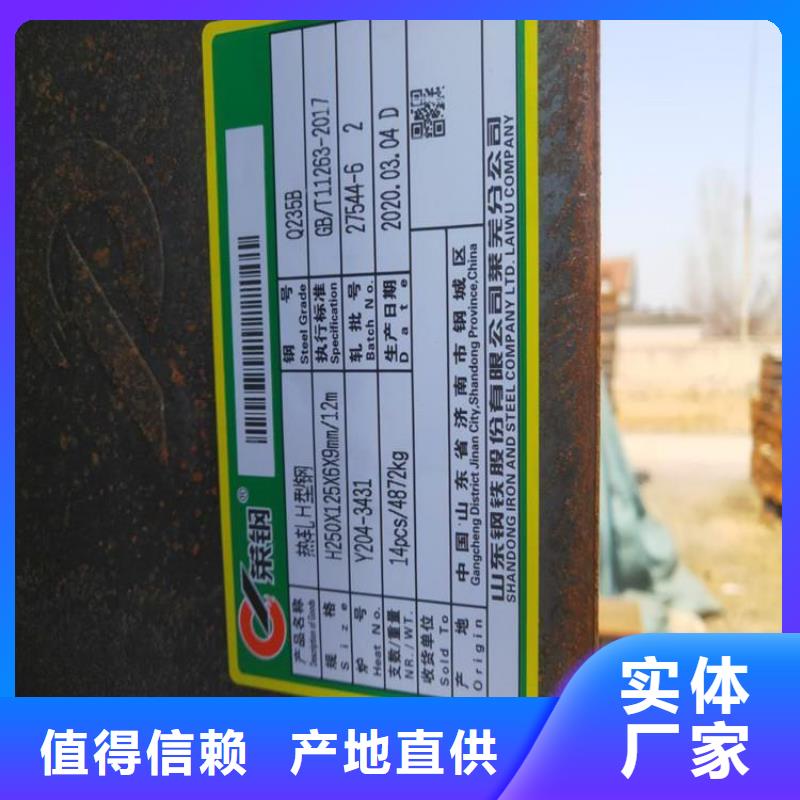 莱钢®
产品名称 热轧H型钢 钢 号 Q235B
Description of Goods Steel Grade
规 格 H250X125X6X9mm/12m 执行标准 GB/T11263-2017
Size Specification
炉 号 Y204-3431 轧批号 27544-6 2
Heat No. Batch No.
支数/重量 14pcs/4872kg 生产日期 2020.03.04 D
NR./WT. Date
收货单位
Sold To
产 地 中国·山东省济南市钢城区
Origin Gangcheng District Jinan City,Shandong Province,China
山东钢铁股份有限公司莱芜分公司
SHANDONG IRON AND STEEL COMPANY LTD. LAIWU COMPANY
值得信赖 产地直供
实体
厂家